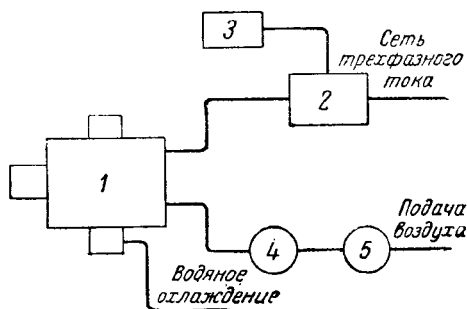 3
Сеть
трехфазного
тока
2
1
Подача
воздуха
4
5
Водяное
охлаждение